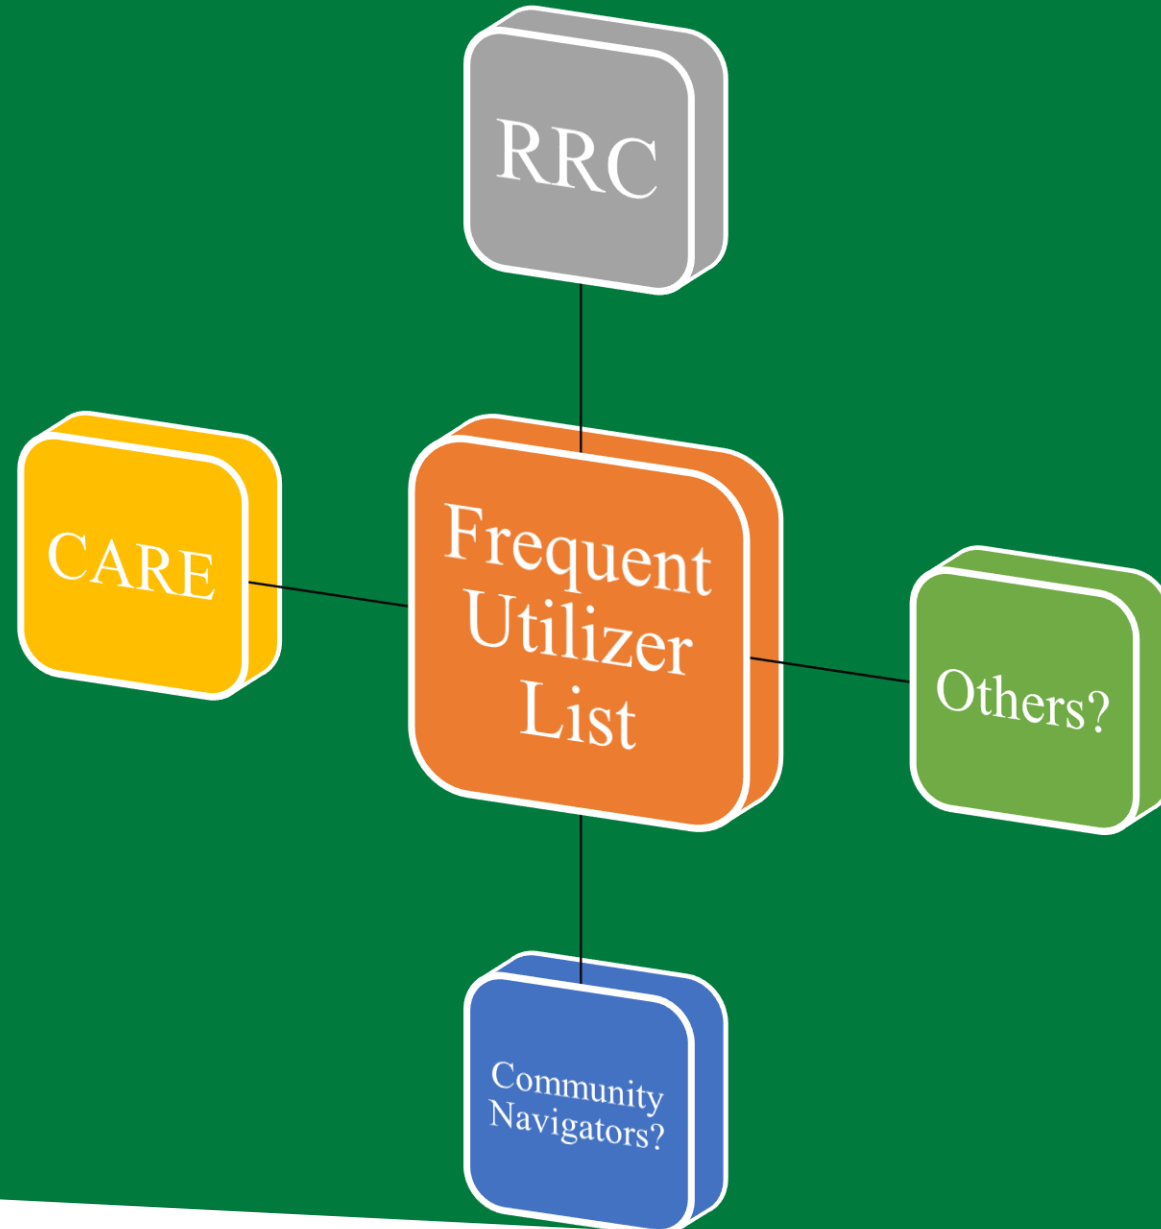 RRC
CARE
Frequent
Utilizer
List
Others?
Community
Navigators?